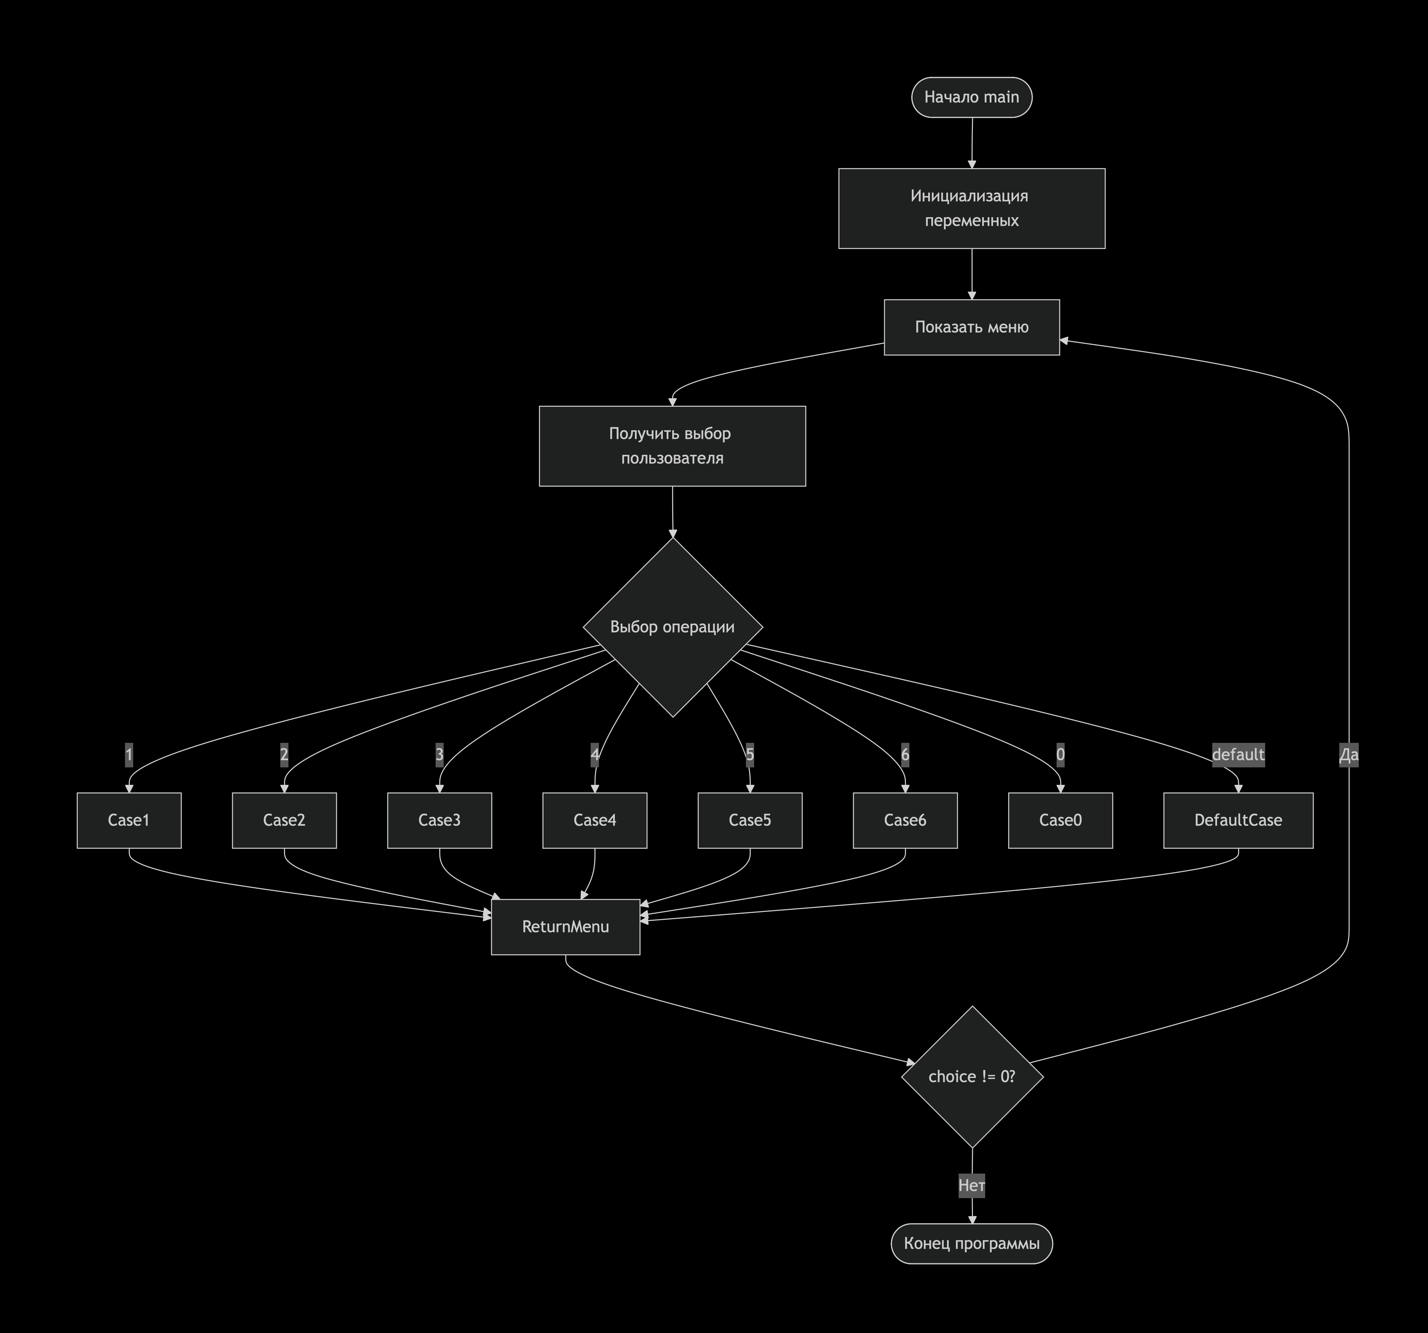 Начало main
Инициализация
переменных
Показать меню
Получить выбор
пользователя
Выбор операции
1
2
3
4
5
6
0
default
Да
Case1
Case2
Case3
Case4
Case5
Case6
Case0
DefaultCase
ReturnMenu
choice != 0?
Нет
Конец программы